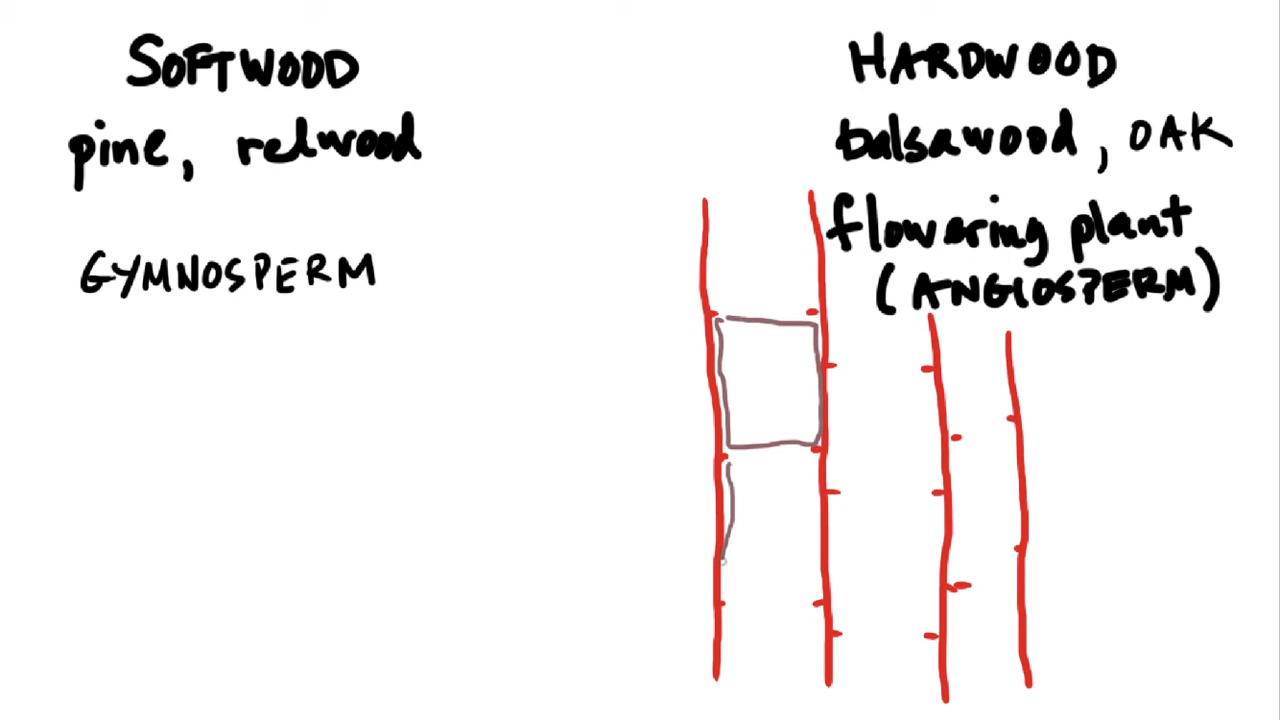 SOFTWOOD
pine, redwood
GYMNOSPERM
HARDWOOD
balsawood, OAK
flowering plant
(ANGIOSPERM)